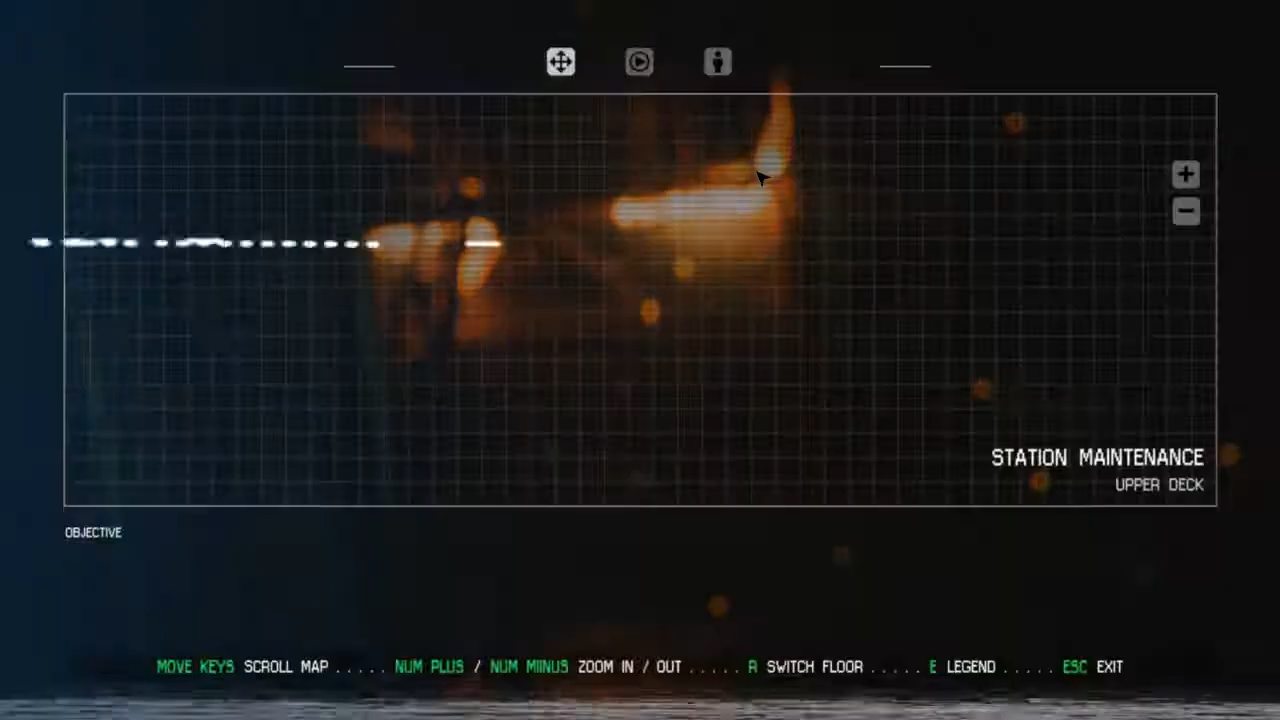 STATION MAINTENANCE
UPPER DECK
OBJECTIVE
MOVE KEYS SCROLL MAP ..... NUM PLUS / NUM MIINUS ZOOM IN / OUT ..... R SWITCH FLOOR ..... E LEGEND ..... ESC EXIT